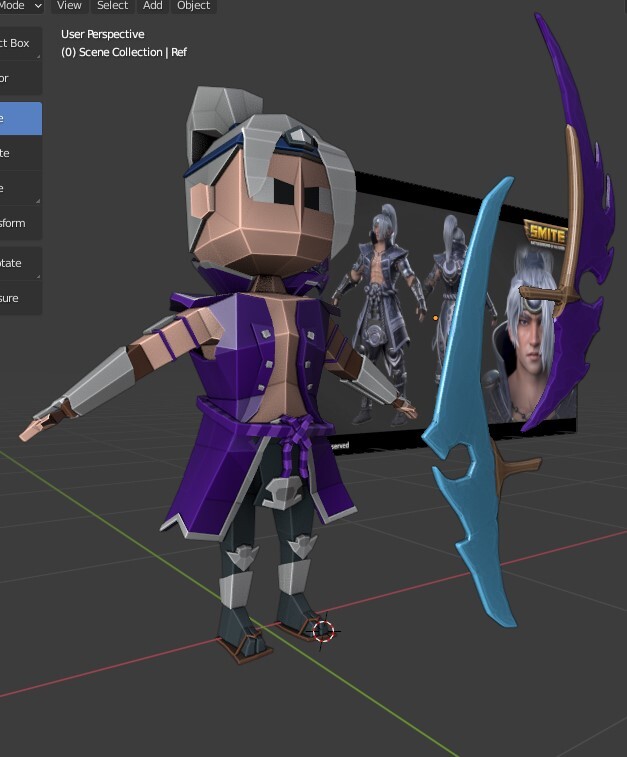 Mode View Select Add Object
User Perspective
(0) Scene Collection | Ref
ct Box
or
e
te
e
sform
otate
sure
SMITE
served